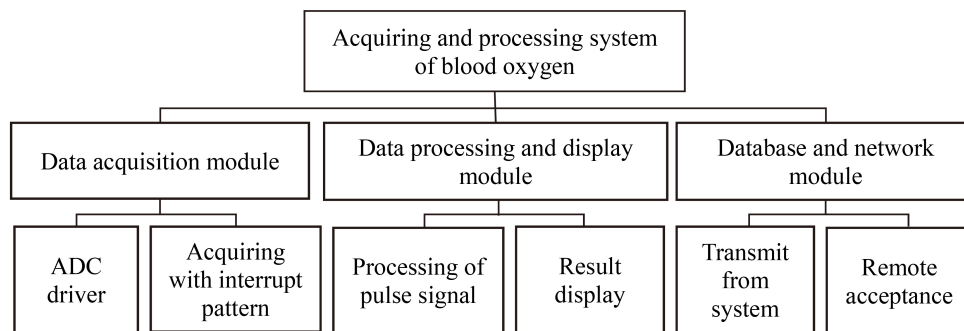 Acquiring and processing system
of blood oxygen
Data acquisition module
Data processing and display
module
Database and network
module
ADC
driver
Acquiring
with interrupt
pattern
Processing of
pulse signal
Result
display
Transmit
from
system
Remote
acceptance